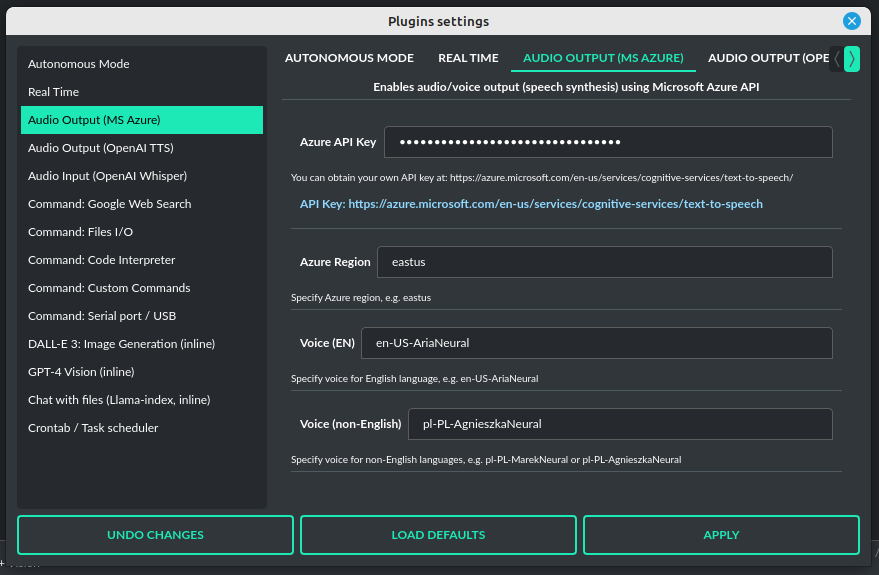 Plugins settings
Autonomous Mode
Real Time
Audio Output (MS Azure)
Audio Output (OpenAI TTS)
Audio Input (OpenAI Whisper)
Command: Google Web Search
Command: Files I/O
Command: Code Interpreter
Command: Custom Commands
Command: Serial port / USB
DALL-E 3: Image Generation (inline)
GPT-4 Vision (inline)
Chat with files (Llama-index, inline)
Crontab / Task scheduler
AUTONOMOUS MODE REAL TIME AUDIO OUTPUT (MS AZURE) AUDIO OUTPUT (OPE
Enables audio/voice output (speech synthesis) using Microsoft Azure API
Azure API Key ••••••••••••••••••••••••••••••••
You can obtain your own API key at: https://azure.microsoft.com/en-us/services/cognitive-services/text-to-speech/
API Key: https://azure.microsoft.com/en-us/services/cognitive-services/text-to-speech
Azure Region eastus
Specify Azure region, e.g. eastus
Voice (EN) en-US-AriaNeural
Specify voice for English language, e.g. en-US-AriaNeural
Voice (non-English) pl-PL-AgnieszkaNeural
Specify voice for non-English languages, e.g. pl-PL-MarekNeural or pl-PL-AgnieszkaNeural
UNDO CHANGES LOAD DEFAULTS APPLY